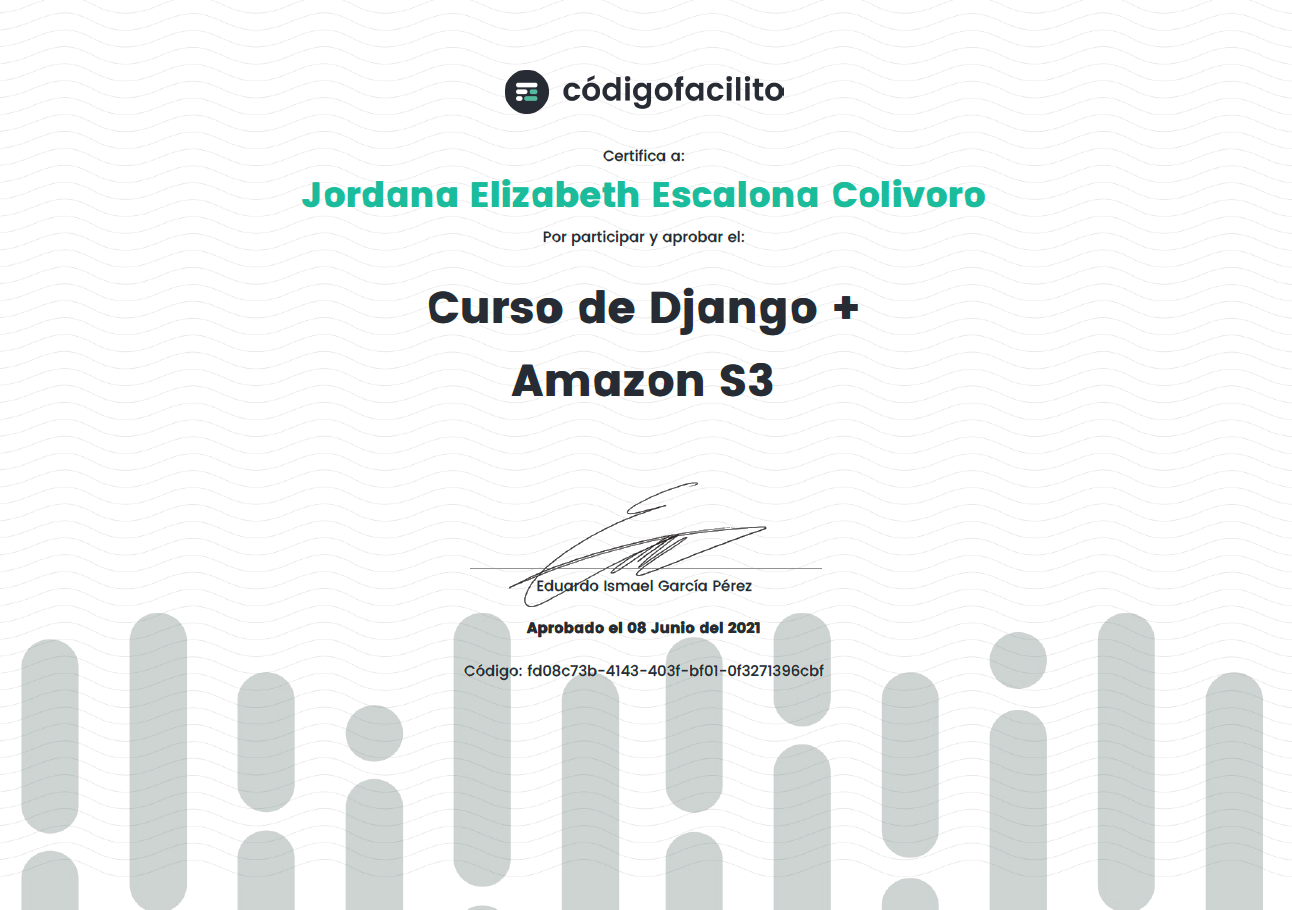 códigofacilito
Certifica a:
Jordana Elizabeth Escalona Colivoro
Por participar y aprobar el:
Curso de Django +
Amazon S3
Eduardo Ismael García Pérez
Aprobado el 08 Junio del 2021
Código: fd08c73b-4143-403f-bf01-0f3271396cbf